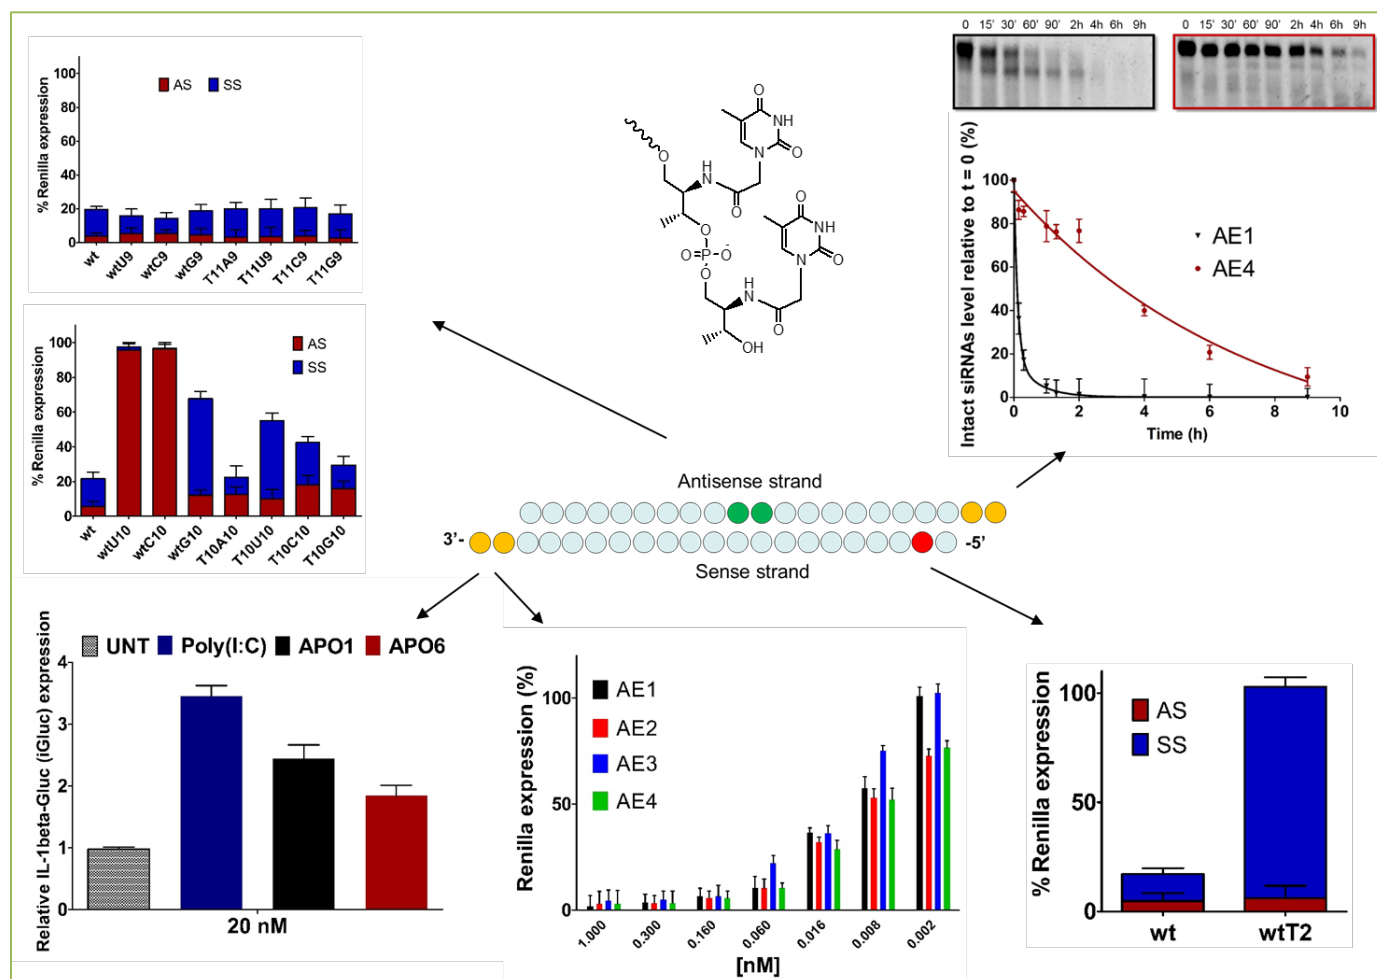 0 15' 30' 60' 90' 2h 4h 6h 9h
0 15' 30' 60' 90' 2h 4h 6h 9h
% Renilla expression
100
80
60
40
20
0
AS SS
wt wtU9 wtC9 wtG9 T11A9 T11U9 T11C9 T11G9
O
NH
N
O
O
H
N
O
O
O
NH
N
O
O
O=P-O-
O
H
N
O
OH
Intact siRNAs level relative to t = 0 (%)
100
80
60
40
20
0
AE1
AE4
0 2 4 6 8 10
Time (h)
% Renilla expression
100
80
60
40
20
0
AS
SS
wt wtU10 wtC10 wtG10 T10A10 T10U10 T10C10 T10G10
Antisense strand
3'- -5'
Sense strand
Relative IL-1beta-Gluc (iGluc) expression
UNT Poly(I:C) APO1 APO6
4
3
2
1
0
20 nM
Renilla expression (%)
100
50
0
AE1
AE2
AE3
AE4
1.000 0.300 0.160 0.060 0.016 0.008 0.002
[nM]
% Renilla expression
100
50
0
AS
SS
wt wtT2